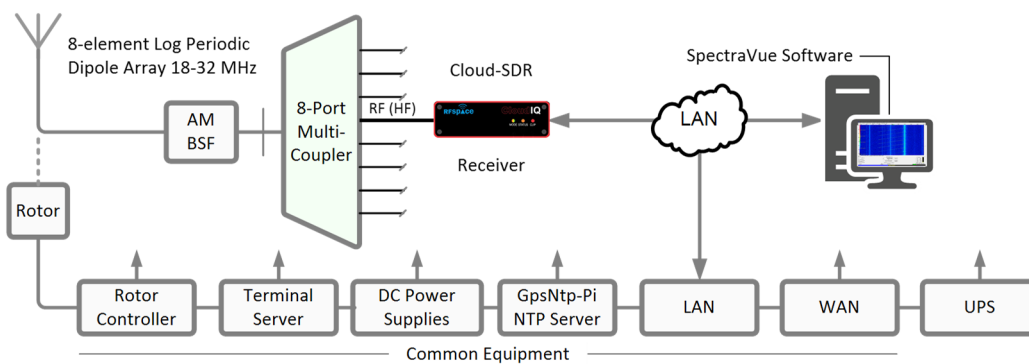 8-element Log Periodic
Dipole Array 18-32 MHz
AM
BSF
8-Port
Multi-
Coupler
RF (HF)
Cloud-SDR
RFSPACE
CloudIQ
Receiver
LAN
SpectraVue Software
Rotor
Rotor
Controller
Terminal
Server
DC Power
Supplies
GpsNtp-Pi
NTP Server
LAN
WAN
UPS
Common Equipment